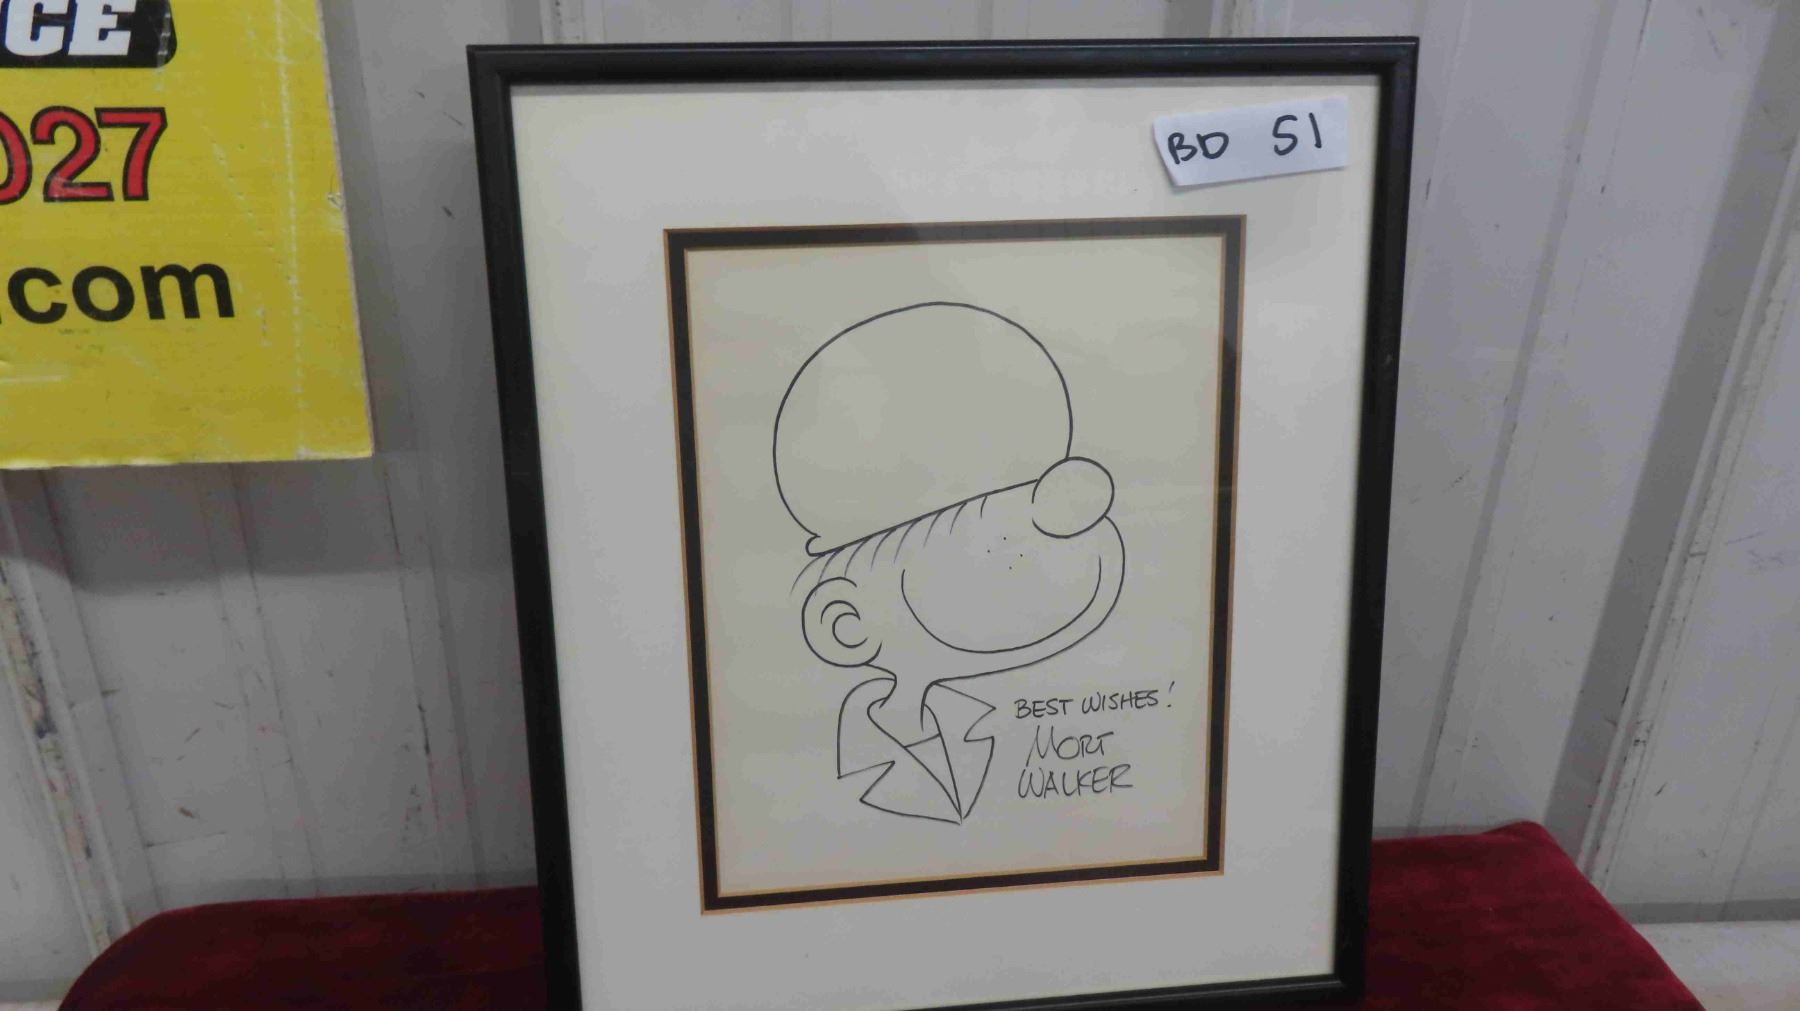 CE
027
.com
BD 51
BEST WISHES!
MORT
WALKER